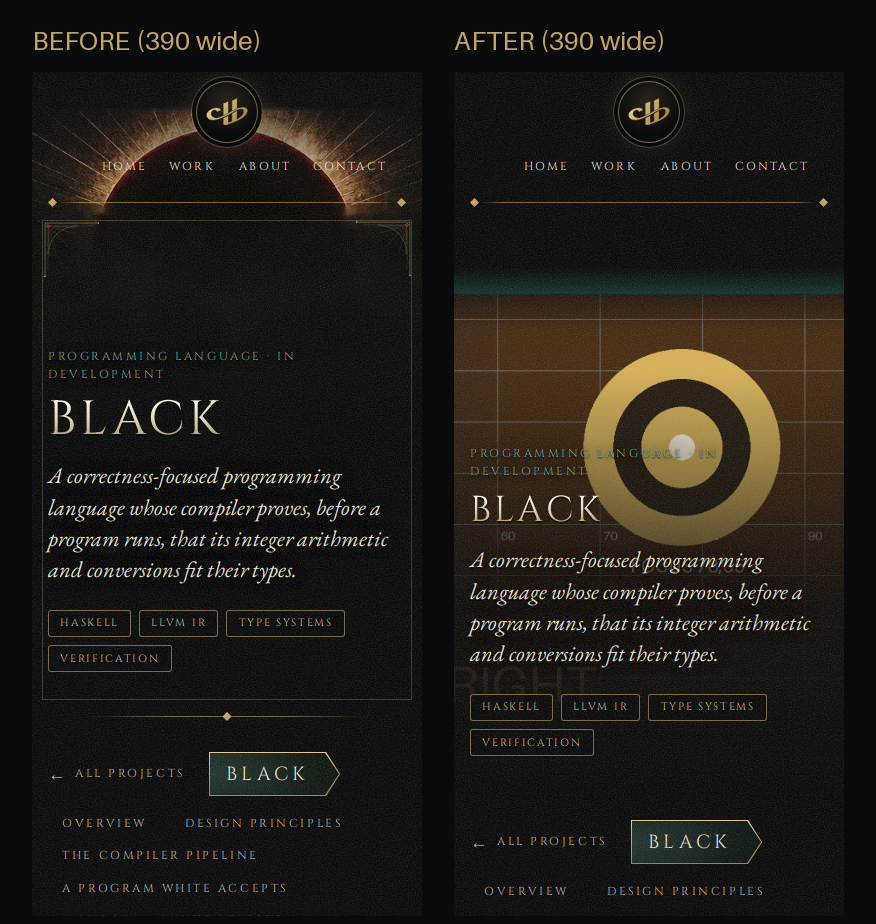 BEFORE (390 wide)
HOME WORK ABOUT CONTACT
PROGRAMMING LANGUAGE · IN
DEVELOPMENT
BLACK
A correctness-focused programming
language whose compiler proves, before a
program runs, that its integer arithmetic
and conversions fit their types.
HASKELL LLVM IR TYPE SYSTEMS
VERIFICATION
← ALL PROJECTS BLACK
OVERVIEW DESIGN PRINCIPLES
THE COMPILER PIPELINE
A PROGRAM WHITE ACCEPTS
AFTER (390 wide)
HOME WORK ABOUT CONTACT
PROGRAMMING LANGUAGE · IN
DEVELOPMENT
BLACK
60 70 90
A correctness-focused programming
language whose compiler proves, before a
program runs, that its integer arithmetic
and conversions fit their types.
RIGHT
HASKELL LLVM IR TYPE SYSTEMS
VERIFICATION
← ALL PROJECTS BLACK
OVERVIEW DESIGN PRINCIPLES